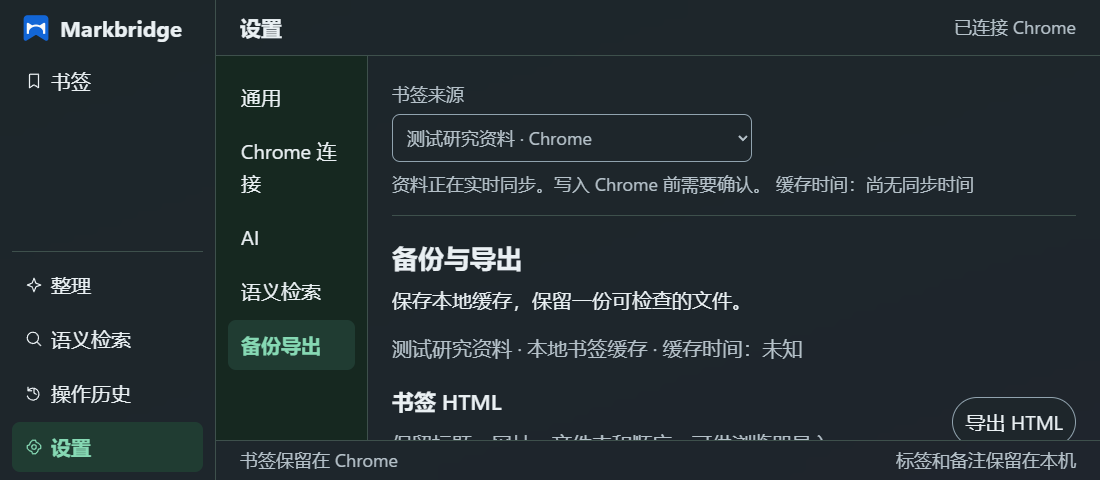 Markbridge
书签
整理
语义检索
操作历史
设置
设置
已连接 Chrome
通用
Chrome 连
接
AI
语义检索
备份导出
书签来源
测试研究资料 · Chrome
资料正在实时同步。写入 Chrome 前需要确认。 缓存时间：尚无同步时间
备份与导出
保存本地缓存，保留一份可检查的文件。
测试研究资料 · 本地书签缓存 · 缓存时间：未知
书签 HTML
导出 HTML
书签保留在 Chrome
标签和备注保留在本机